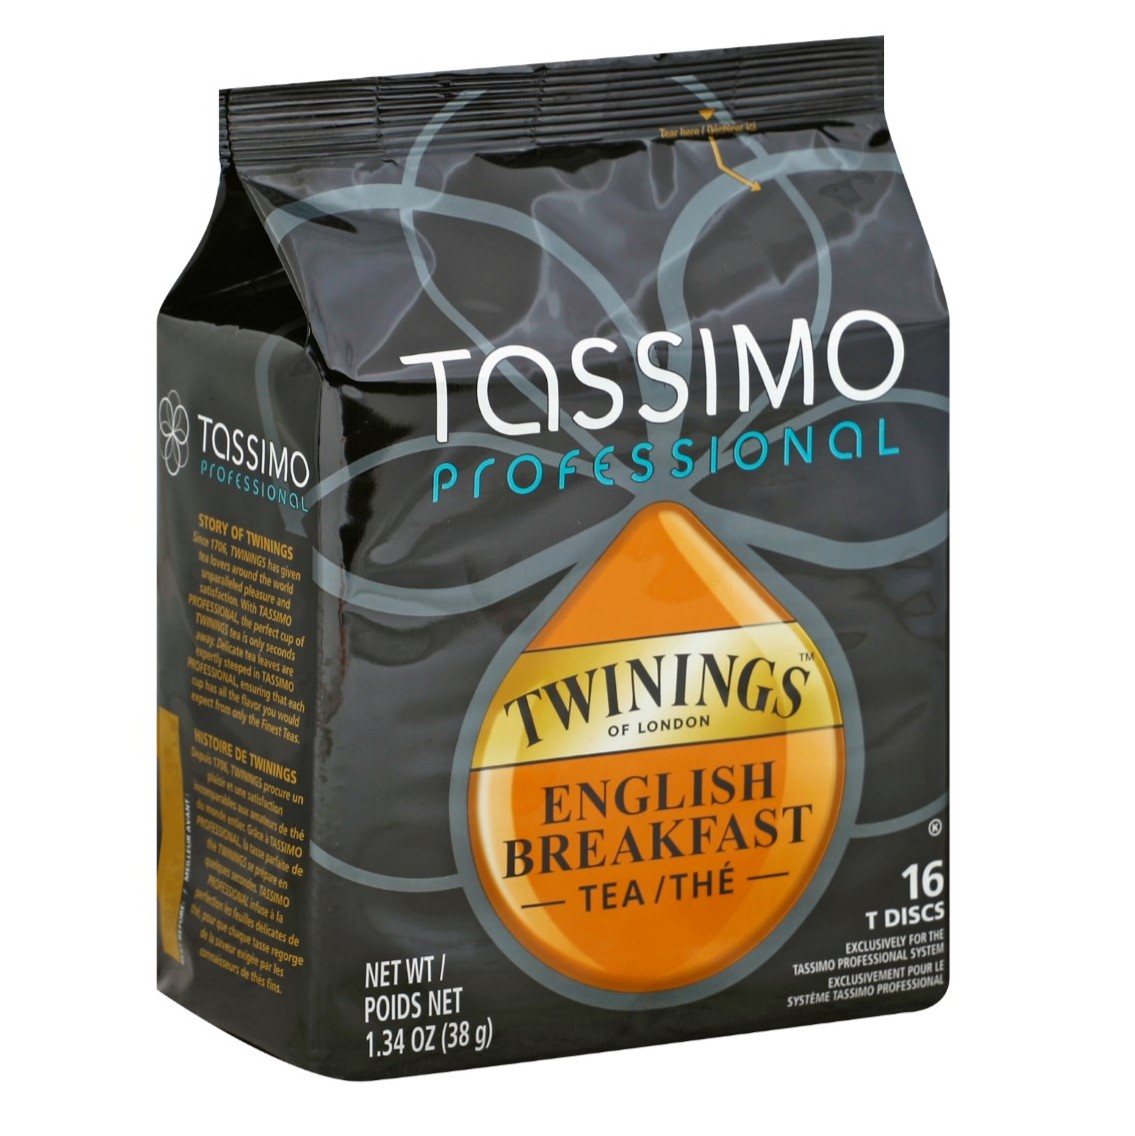 Tear here / Déchirer ici
TASSIMO
PROFESSIONAL
TWININGS™
OF LONDON
ENGLISH
BREAKFAST
TEA / THÉ
K
16
T DISCS
EXCLUSIVELY FOR THE
TASSIMO PROFESSIONAL SYSTEM
EXCLUSIVEMENT POUR LE
SYSTÈME TASSIMO PROFESSIONAL
NET WT /
POIDS NET
1.34 OZ (38 g)
TASSIMO
PROFESSIONAL
STORY OF TWININGS
Since 1706, TWININGS has given
tea lovers around the world
unparalleled pleasure and
satisfaction. With TASSIMO
PROFESSIONAL, the perfect cup of
TWININGS tea is only seconds
away. Delicate tea leaves are
expertly steeped in TASSIMO
PROFESSIONAL, ensuring that each
cup has all the flavor you would
expect from only the Finest Teas.
HISTOIRE DE TWININGS
Depuis 1706, TWININGS procure un
plaisir et une satisfaction
incomparables aux amateurs de thé
du monde entier. Grâce à TASSIMO
PROFESSIONAL, la tasse parfaite de
thé TWININGS se prépare en
quelques secondes. TASSIMO
PROFESSIONAL infuse à la
perfection les feuilles délicates de
thé, pour que chaque tasse regorge
de la saveur exigée par les
connaisseurs de thés fins.
MEILLEUR AVANT :